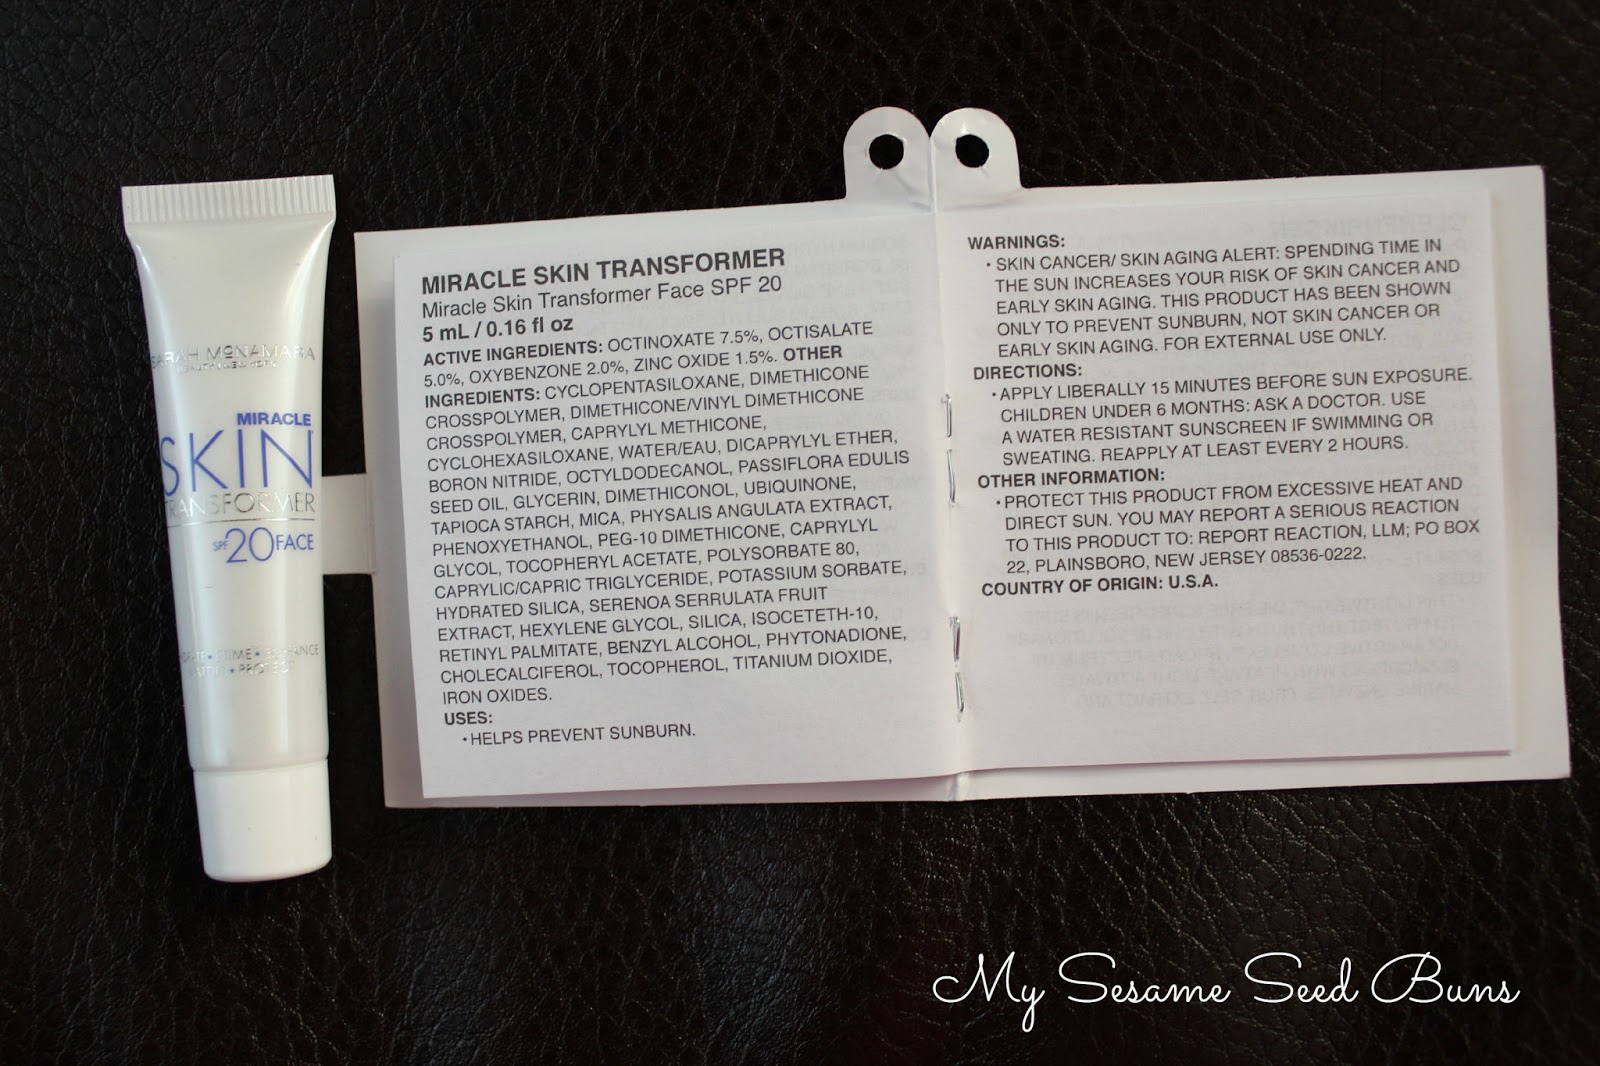 SARAH McNAMARA
MIRACLE
SKIN
TRANSFORMER
SPF 20 FACE
MIRACLE SKIN TRANSFORMER
Miracle Skin Transformer Face SPF 20
5 mL / 0.16 fl oz
ACTIVE INGREDIENTS: OCTINOXATE 7.5%, OCTISALATE
5.0%, OXYBENZONE 2.0%, ZINC OXIDE 1.5%. OTHER
INGREDIENTS: CYCLOPENTASILOXANE, DIMETHICONE
CROSSPOLYMER, DIMETHICONE/VINYL DIMETHICONE
CROSSPOLYMER, CAPRYLYL METHICONE,
CYCLOHEXASILOXANE, WATER/EAU, DICAPRYLYL ETHER,
BORON NITRIDE, OCTYLDODECANOL, PASSIFLORA EDULIS
SEED OIL, GLYCERIN, DIMETHICONOL, UBIQUINONE,
TAPIOCA STARCH, MICA, PHYSALIS ANGULATA EXTRACT,
PHENOXYETHANOL, PEG-10 DIMETHICONE, CAPRYLYL
GLYCOL, TOCOPHERYL ACETATE, POLYSORBATE 80,
CAPRYLIC/CAPRIC TRIGLYCERIDE, POTASSIUM SORBATE,
HYDRATED SILICA, SERENOA SERRULATA FRUIT
EXTRACT, HEXYLENE GLYCOL, SILICA, ISOCETETH-10,
RETINYL PALMITATE, BENZYL ALCOHOL, PHYTONADIONE,
CHOLECALCIFEROL, TOCOPHEROL, TITANIUM DIOXIDE,
IRON OXIDES.
USES:
• HELPS PREVENT SUNBURN.
WARNINGS:
• SKIN CANCER/ SKIN AGING ALERT: SPENDING TIME IN
THE SUN INCREASES YOUR RISK OF SKIN CANCER AND
EARLY SKIN AGING. THIS PRODUCT HAS BEEN SHOWN
ONLY TO PREVENT SUNBURN, NOT SKIN CANCER OR
EARLY SKIN AGING. FOR EXTERNAL USE ONLY.
DIRECTIONS:
• APPLY LIBERALLY 15 MINUTES BEFORE SUN EXPOSURE.
CHILDREN UNDER 6 MONTHS: ASK A DOCTOR. USE
A WATER RESISTANT SUNSCREEN IF SWIMMING OR
SWEATING. REAPPLY AT LEAST EVERY 2 HOURS.
OTHER INFORMATION:
• PROTECT THIS PRODUCT FROM EXCESSIVE HEAT AND
DIRECT SUN. YOU MAY REPORT A SERIOUS REACTION
TO THIS PRODUCT TO: REPORT REACTION, LLM; PO BOX
22, PLAINSBORO, NEW JERSEY 08536-0222.
COUNTRY OF ORIGIN: U.S.A.
My Sesame Seed Buns